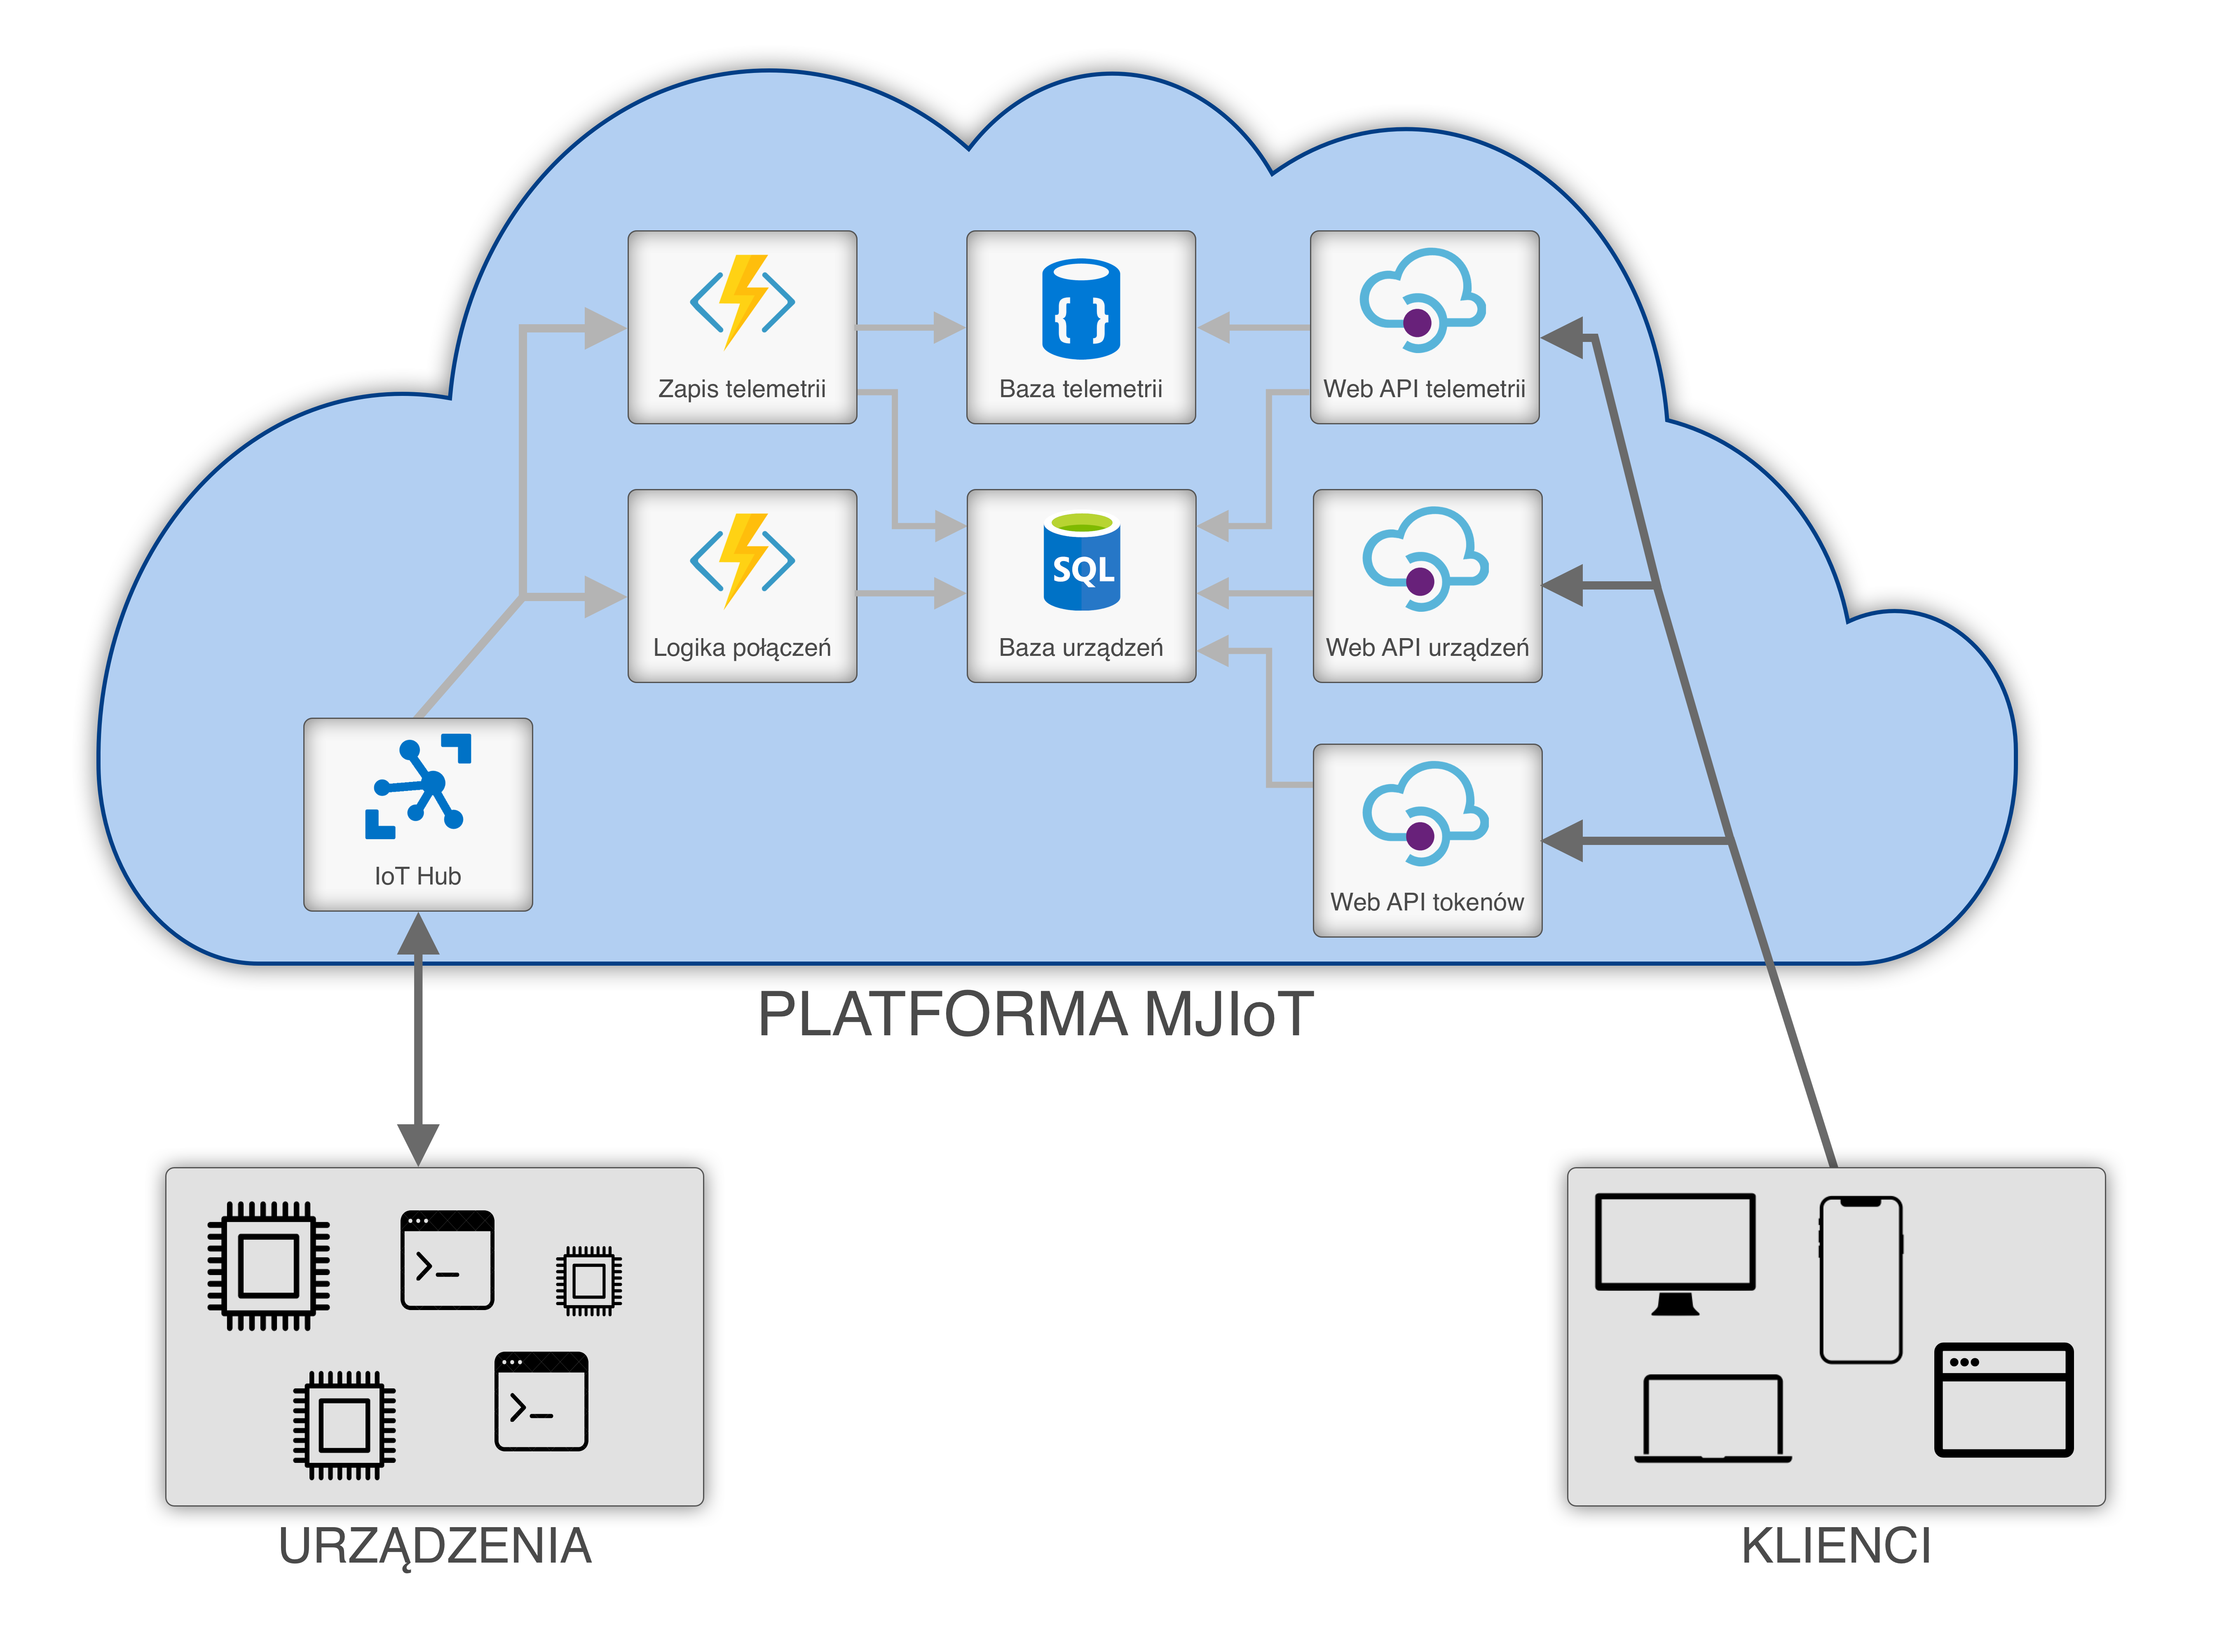 Zapis telemetrii
{ }
Baza telemetrii
Web API telemetrii
Logika połączeń
SQL
Baza urządzeń
Web API urządzeń
IoT Hub
Web API tokenów
PLATFORMA MJIoT
>_
>_
URZĄDZENIA
KLIENCI